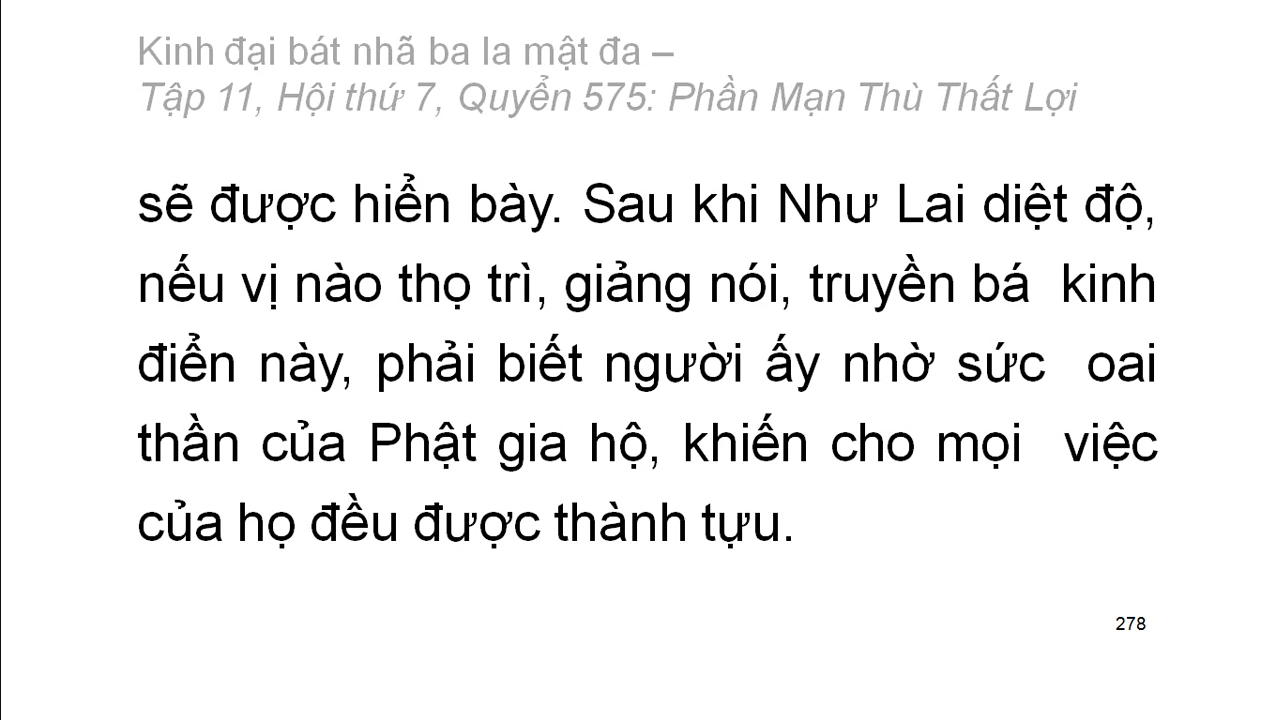 Kinh đại bát nhã ba la mật đa –
Tập 11, Hội thứ 7, Quyển 575: Phần Mạn Thù Thất Lợi
sẽ được hiển bày. Sau khi Như Lai diệt độ,
nếu vị nào thọ trì, giảng nói, truyền bá kinh
điển này, phải biết người ấy nhờ sức oai
thần của Phật gia hộ, khiến cho mọi việc
của họ đều được thành tựu.
278